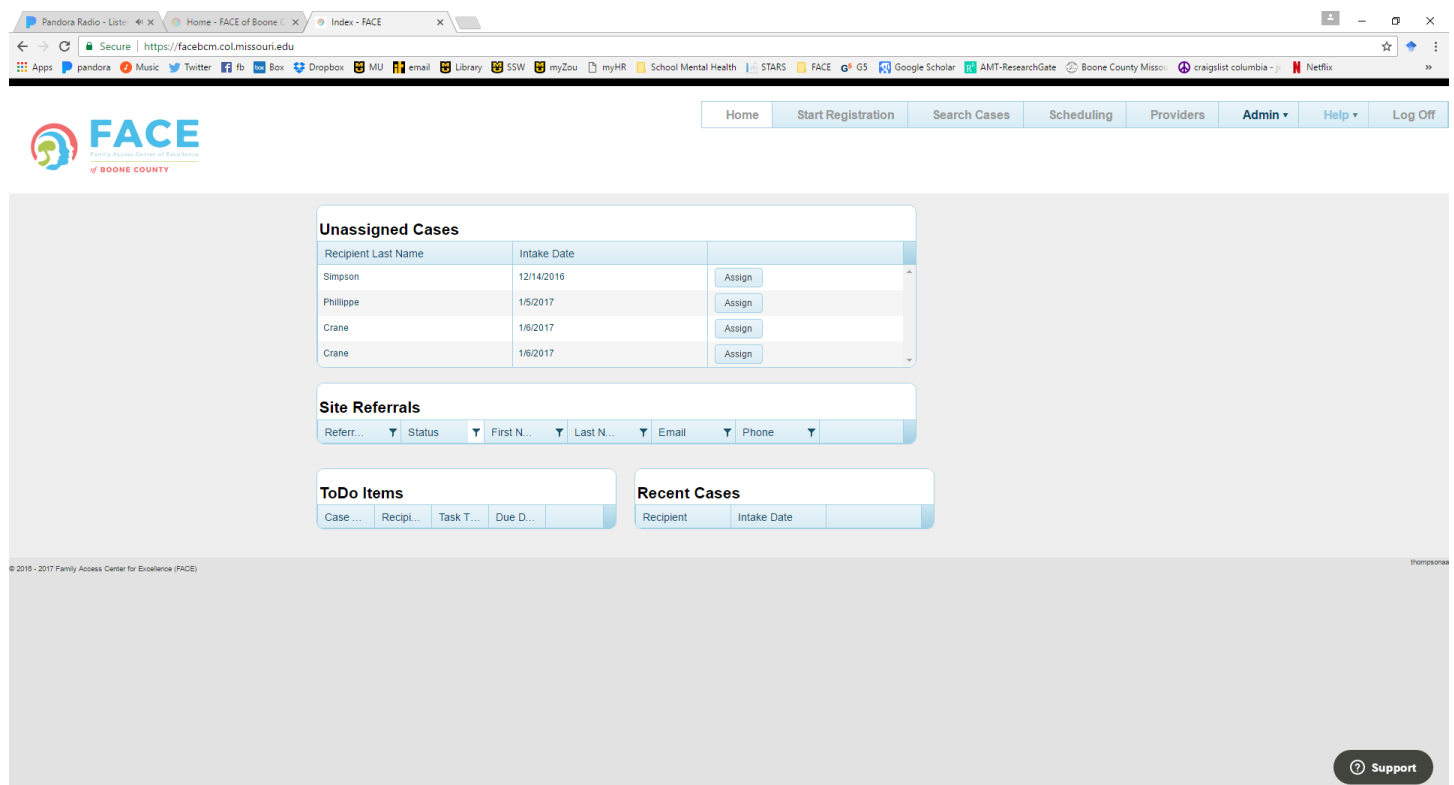 Pandora Radio - Liste
Home - FACE of Boone C
Index - FACE
Secure https://facebcm.col.missouri.edu
Apps pandora Music Twitter fb Box Dropbox MU email Library SSW myZou myHR School Mental Health STARS FACE G5 Google Scholar AMT-ResearchGate Boone County Missou craigslist columbia - j Netflix »
Home Start Registration Search Cases Scheduling Providers Admin Help Log Off
FACE
Family Access Center of Excellence
of BOONE COUNTY
Unassigned Cases
Recipient Last Name Intake Date
Simpson 12/14/2016 Assign
Phillippe 1/5/2017 Assign
Crane 1/6/2017 Assign
Crane 1/6/2017 Assign
Site Referrals
Referr... Status First N... Last N... Email Phone
ToDo Items
Case ... Recipi... Task T... Due D...
Recent Cases
Recipient Intake Date
© 2016 - 2017 Family Access Center for Excellence (FACE)
thompsonaa
Support